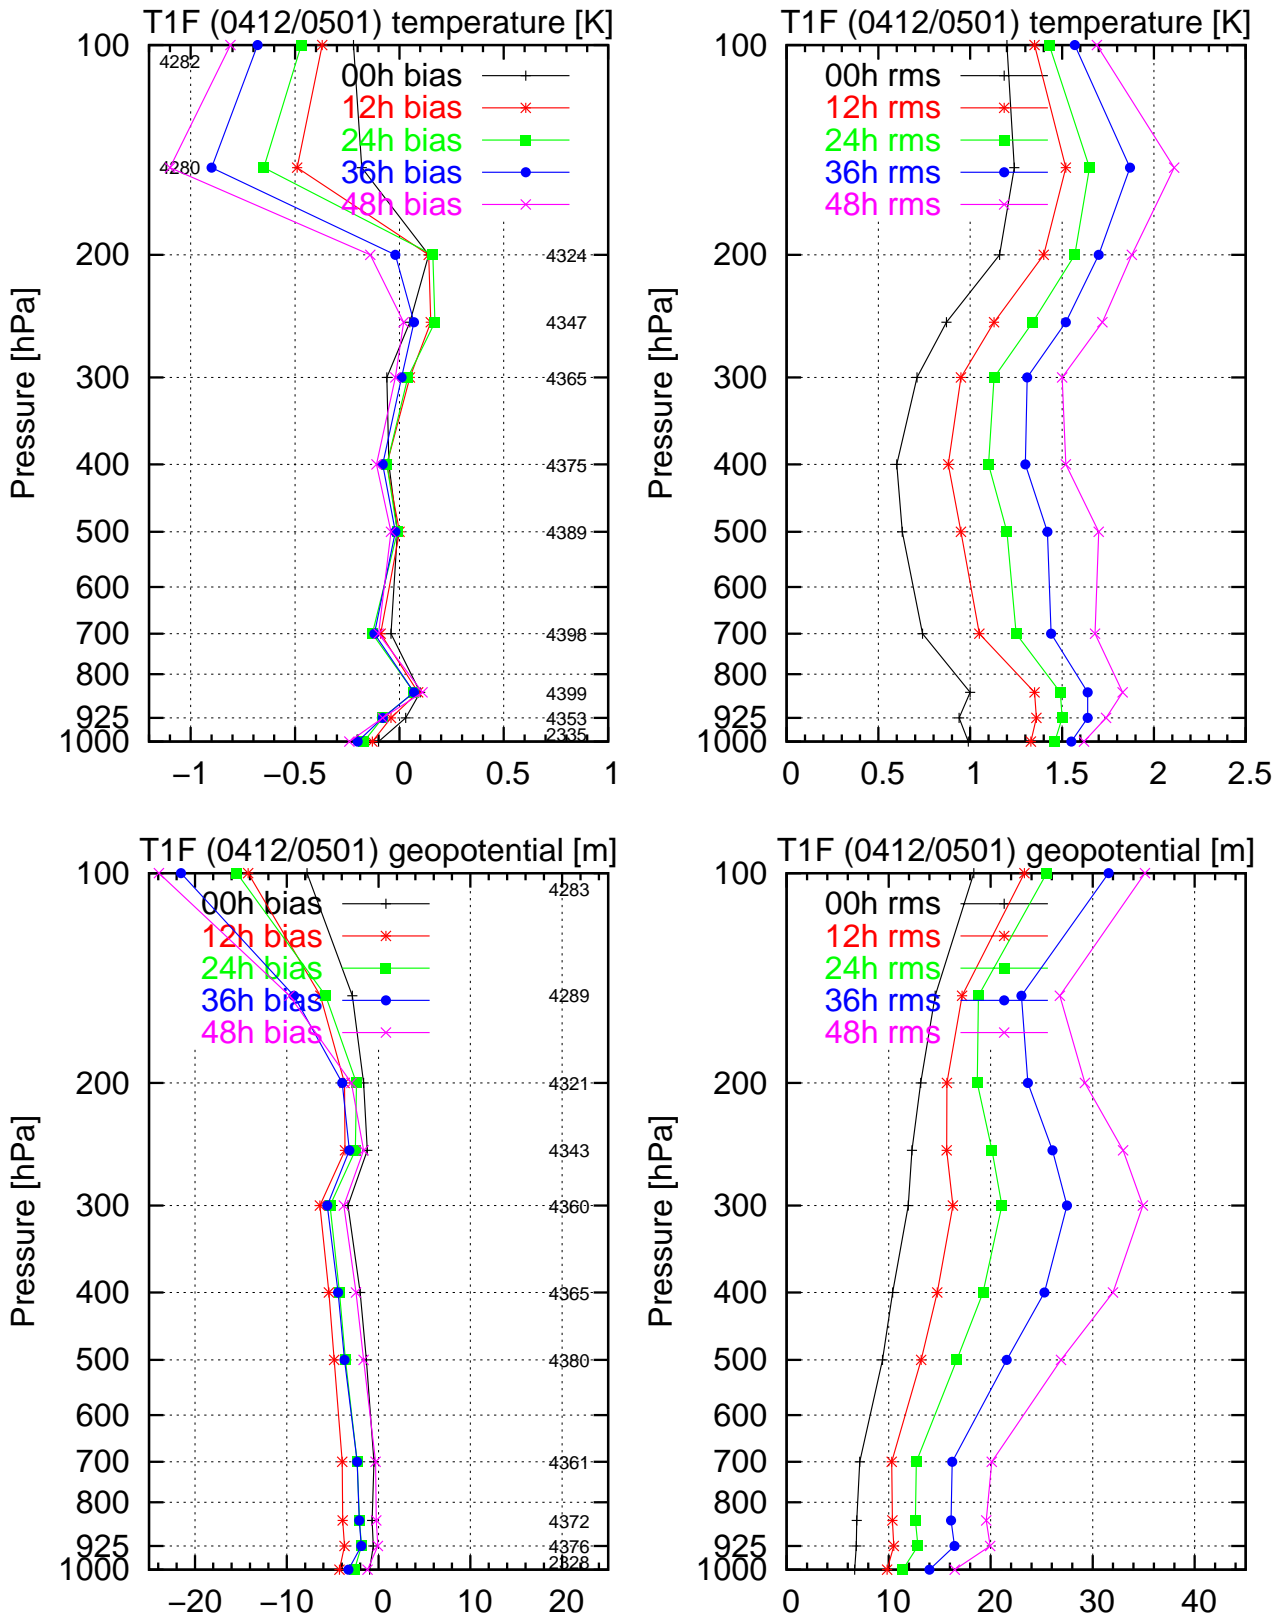 T1F (0412/0501) temperature [K]
Pressure [hPa]
100
200
300
400
500
600
700
800
925
1000
−1
−0.5
0
0.5
1
00h bias
12h bias
24h bias
36h bias
48h bias
4282
4280
4324
4347
4365
4375
4389
4398
4399
4353
2335
T1F (0412/0501) temperature [K]
Pressure [hPa]
100
200
300
400
500
600
700
800
925
1000
0
0.5
1
1.5
2
2.5
00h rms
12h rms
24h rms
36h rms
48h rms
T1F (0412/0501) geopotential [m]
Pressure [hPa]
100
200
300
400
500
600
700
800
925
1000
−20
−10
0
10
20
00h bias
12h bias
24h bias
36h bias
48h bias
4283
4289
4321
4343
4360
4365
4380
4361
4372
4376
2328
T1F (0412/0501) geopotential [m]
Pressure [hPa]
100
200
300
400
500
600
700
800
925
1000
0
10
20
30
40
00h rms
12h rms
24h rms
36h rms
48h rms